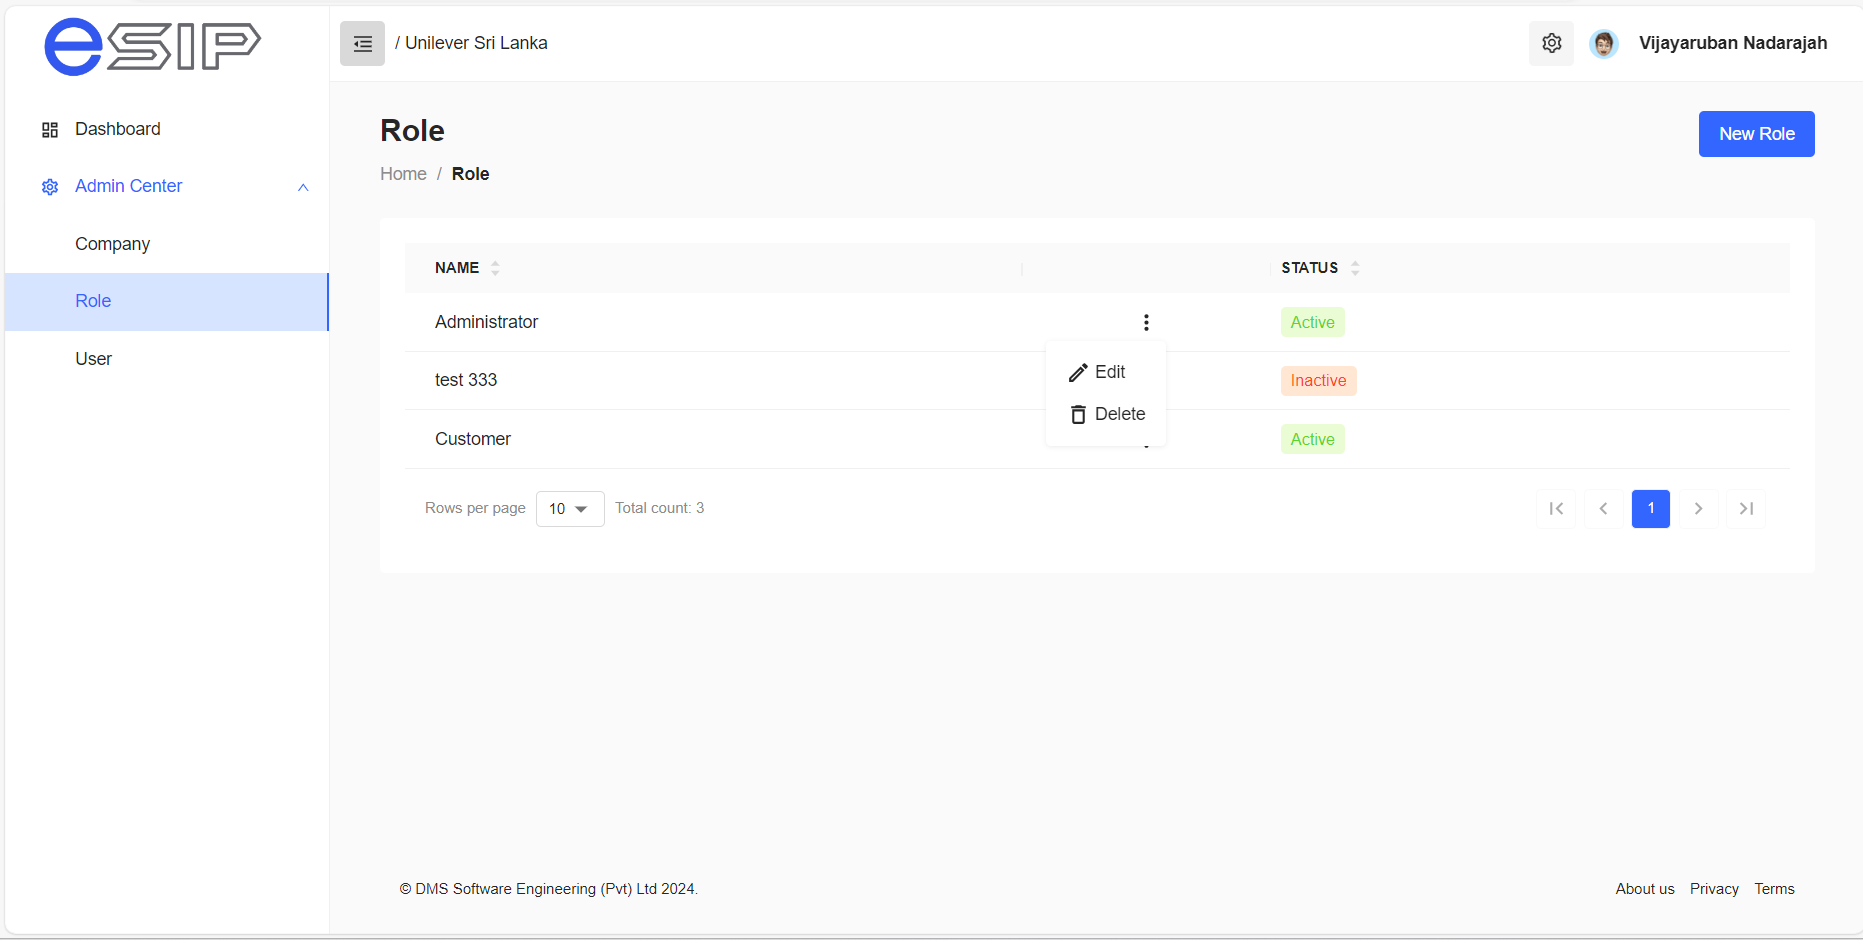 eSIP
/ Unilever Sri Lanka
Vijayaruban Nadarajah
Dashboard
Admin Center
Company
Role
User
Role
New Role
Home / Role
NAME STATUS
Administrator Active
Edit
test 333 Inactive
Delete
Customer Active
Rows per page 10 Total count: 3
1
© DMS Software Engineering (Pvt) Ltd 2024.
About us Privacy Terms